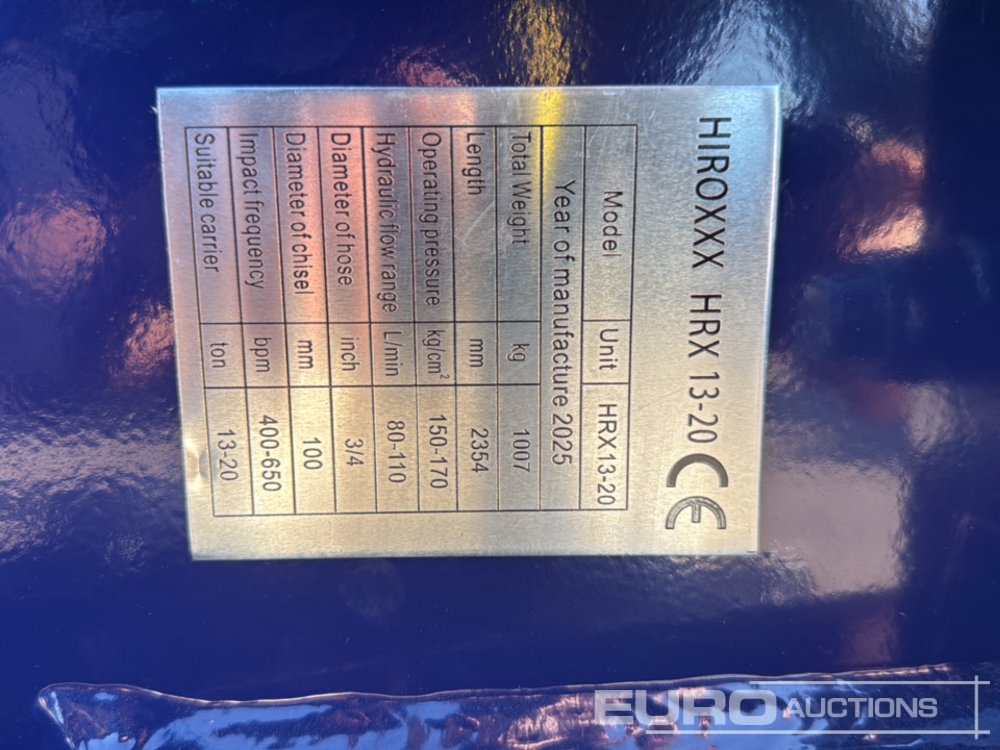 HIROXXX HRX 13-20 CE
Model Unit HRX13-20
Year of manufacture 2025
Total Weight kg 1007
Length mm 2354
Operating pressure kg/cm² 150-170
Hydraulic flow range L/min 80-110
Diameter of hose inch 3/4
Diameter of chlsel mm 100
Impact frequency bpm 400-650
Suitable carrier ton 13-20
EURO AUCTIONS